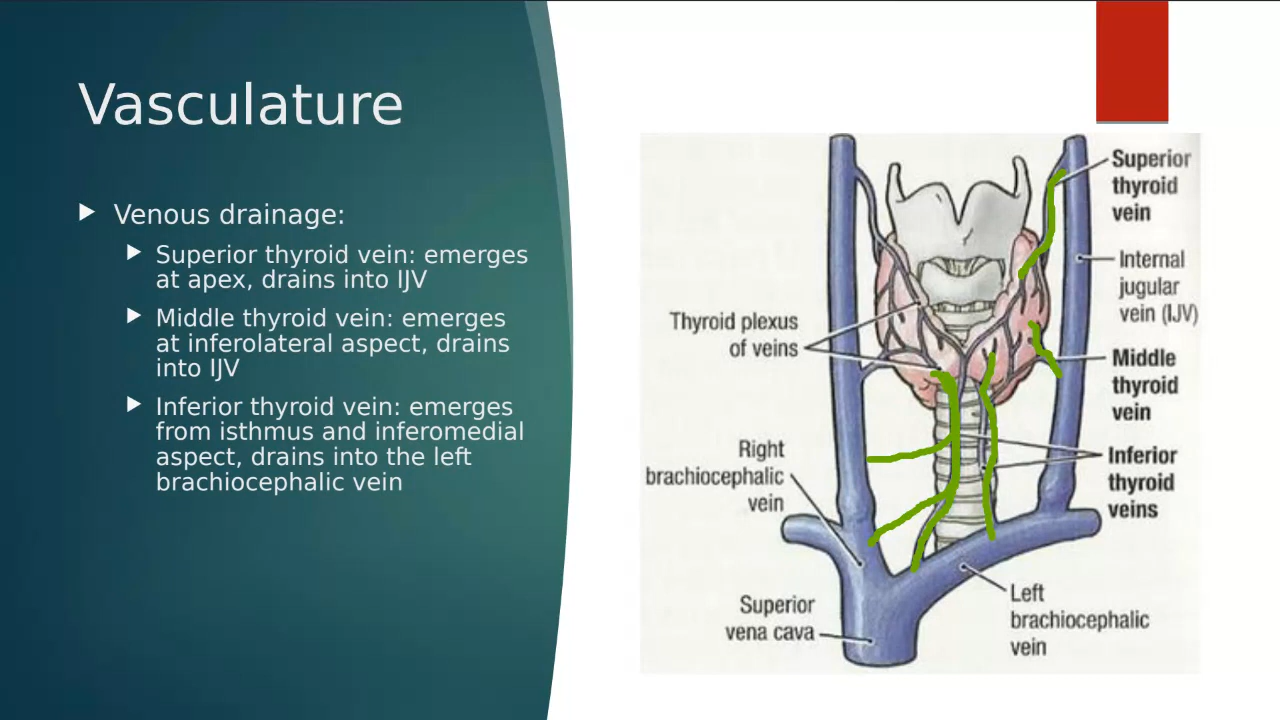 Vasculature
Venous drainage:
Superior thyroid vein: emerges
at apex, drains into IJV
Middle thyroid vein: emerges
at inferolateral aspect, drains
into IJV
Inferior thyroid vein: emerges
from isthmus and inferomedial
aspect, drains into the left
brachiocephalic vein
Superior
thyroid
vein
Internal
jugular
vein (IJV)
Thyroid plexus
of veins
Middle
thyroid
vein
Right
brachiocephalic
vein
Inferior
thyroid
veins
Superior
vena cava
Left
brachiocephalic
vein